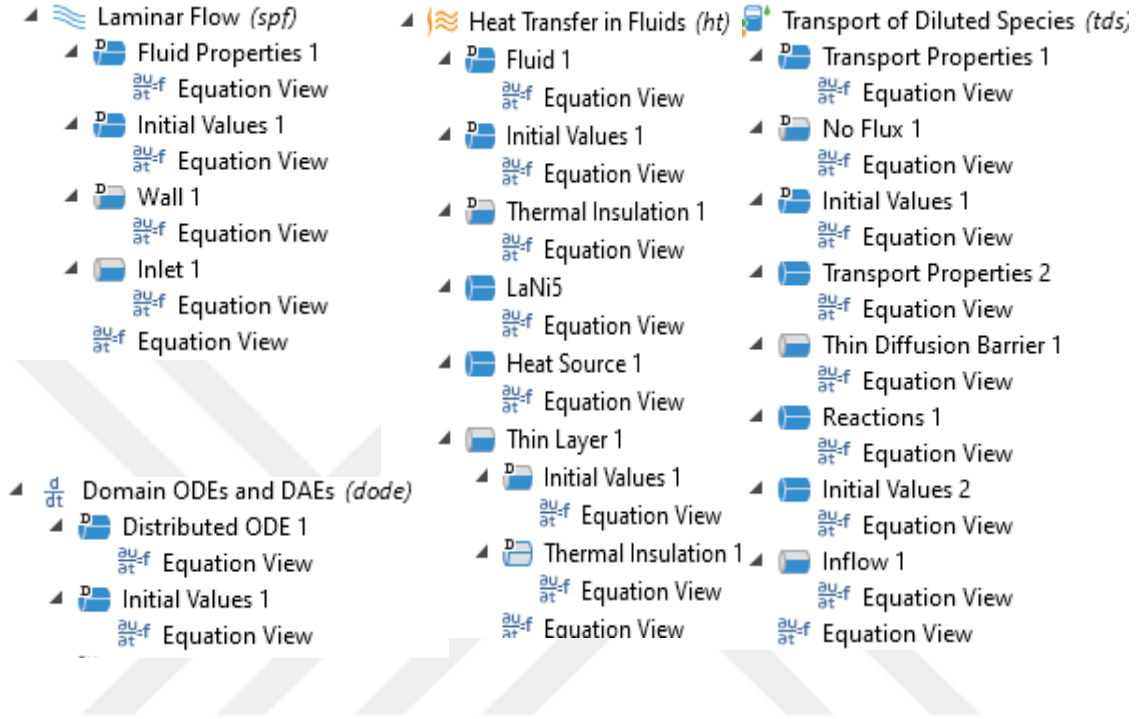 Laminar Flow (spf)
D Fluid Properties 1
∂u/∂t=f Equation View
D Initial Values 1
∂u/∂t=f Equation View
D Wall 1
∂u/∂t=f Equation View
Inlet 1
∂u/∂t=f Equation View
∂u/∂t=f Equation View
d/dt Domain ODEs and DAEs (dode)
D Distributed ODE 1
∂u/∂t=f Equation View
D Initial Values 1
∂u/∂t=f Equation View
Heat Transfer in Fluids (ht)
D Fluid 1
∂u/∂t=f Equation View
D Initial Values 1
∂u/∂t=f Equation View
D Thermal Insulation 1
∂u/∂t=f Equation View
LaNi5
∂u/∂t=f Equation View
Heat Source 1
∂u/∂t=f Equation View
Thin Layer 1
D Initial Values 1
∂u/∂t=f Equation View
D Thermal Insulation 1
∂u/∂t=f Equation View
∂u/∂t=f Equation View
Transport of Diluted Species (tds)
D Transport Properties 1
∂u/∂t=f Equation View
D No Flux 1
∂u/∂t=f Equation View
D Initial Values 1
∂u/∂t=f Equation View
Transport Properties 2
∂u/∂t=f Equation View
Thin Diffusion Barrier 1
∂u/∂t=f Equation View
Reactions 1
∂u/∂t=f Equation View
Initial Values 2
∂u/∂t=f Equation View
Inflow 1
∂u/∂t=f Equation View
∂u/∂t=f Equation View